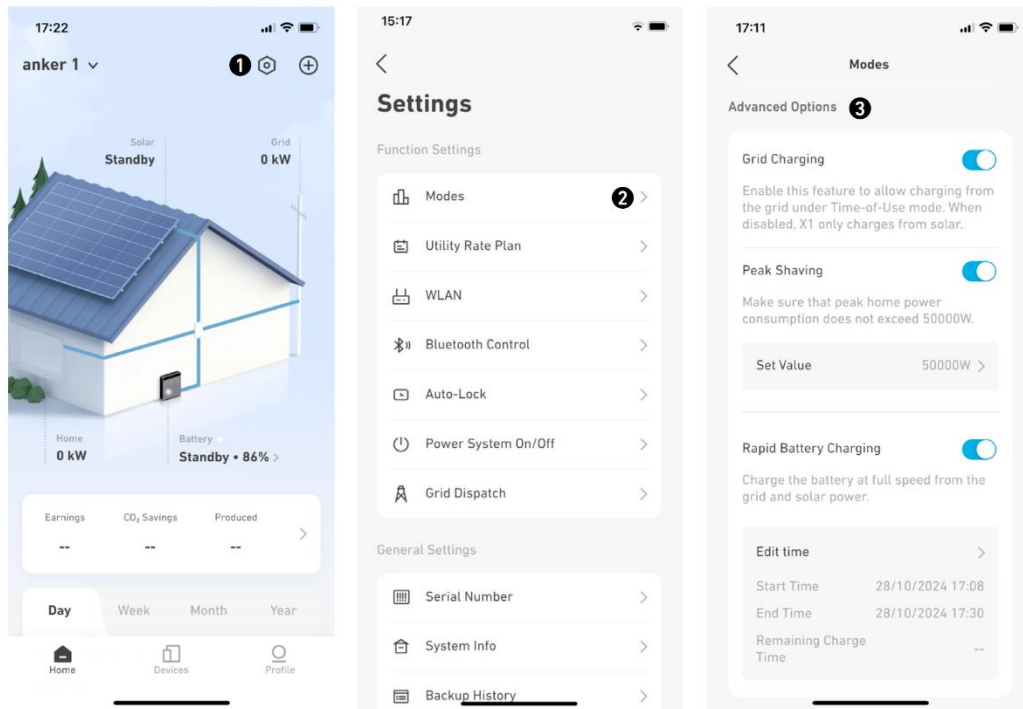 17:22
anker 1
1
Solar
Standby
Grid
0 kW
Home
0 kW
Battery
Standby • 86% >
Earnings
--
CO₂ Savings
--
Produced
--
Day
Week
Month
Year
Home
Devices
Profile
15:17
Settings
Function Settings
Modes
2
Utility Rate Plan
WLAN
Bluetooth Control
Auto-Lock
Power System On/Off
Grid Dispatch
General Settings
Serial Number
System Info
Backup History
17:11
Modes
Advanced Options 3
Grid Charging
Enable this feature to allow charging from
the grid under Time-of-Use mode. When
disabled, X1 only charges from solar.
Peak Shaving
Make sure that peak home power
consumption does not exceed 50000W.
Set Value 50000W >
Rapid Battery Charging
Charge the battery at full speed from the
grid and solar power.
Edit time
Start Time 28/10/2024 17:08
End Time 28/10/2024 17:30
Remaining Charge
Time --